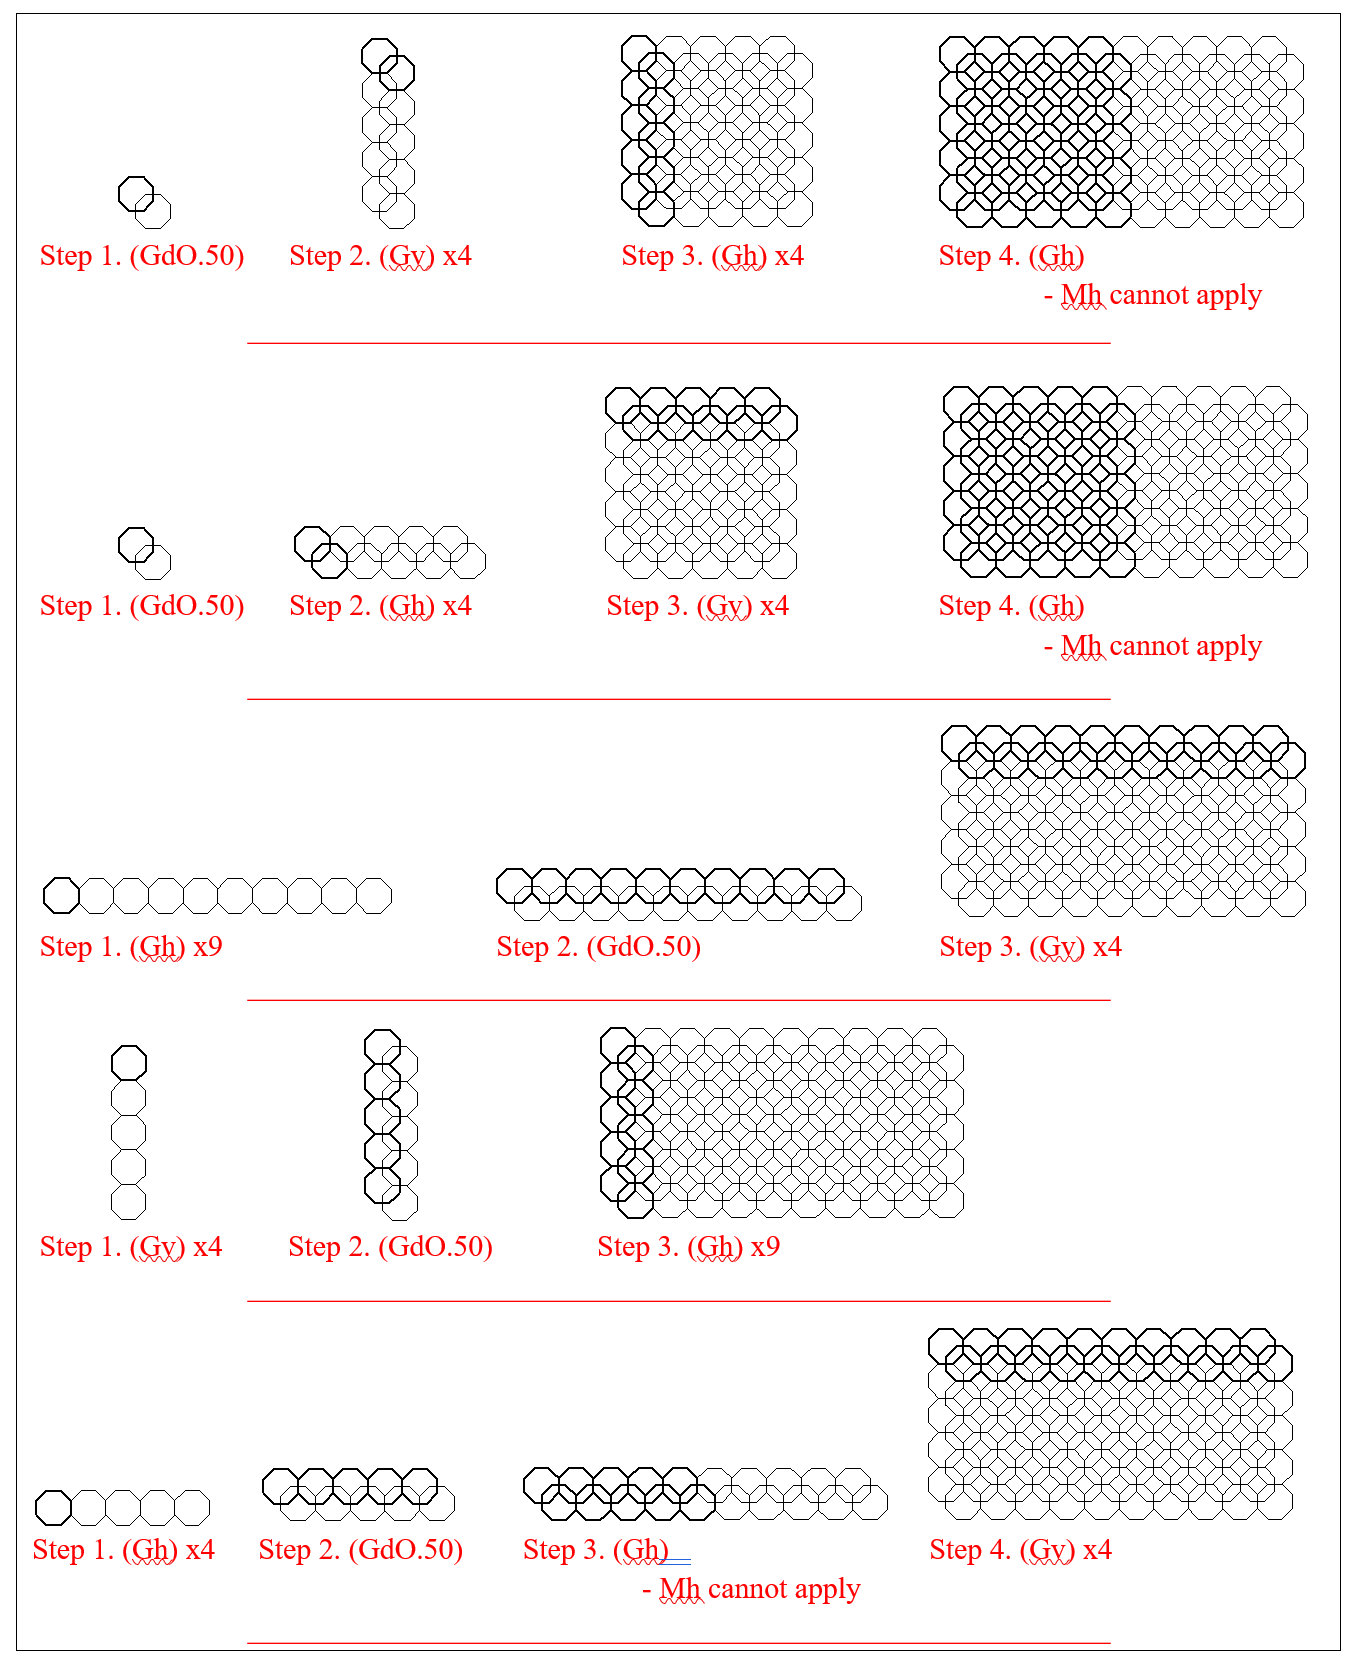 Step 1. (GdO.50) Step 2. (Gv) x4 Step 3. (Gh) x4 Step 4. (Gh)
- Mh cannot apply
Step 1. (GdO.50) Step 2. (Gh) x4 Step 3. (Gv) x4 Step 4. (Gh)
- Mh cannot apply
Step 1. (Gh) x9 Step 2. (GdO.50) Step 3. (Gv) x4
Step 1. (Gv) x4 Step 2. (GdO.50) Step 3. (Gh) x9
Step 1. (Gh) x4 Step 2. (GdO.50) Step 3. (Gh) Step 4. (Gv) x4
- Mh cannot apply